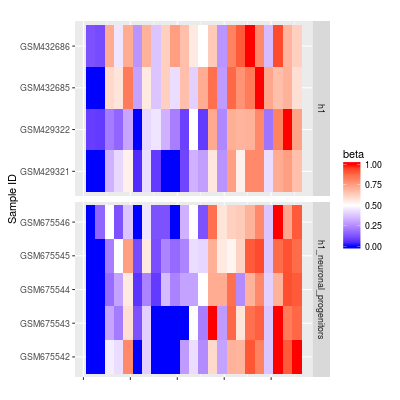 GSM432686
GSM432685
GSM429322
GSM429321
h1
GSM675546
GSM675545
GSM675544
GSM675543
GSM675542
h1_neuronal_progenitors
Sample ID
beta
1.00
0.75
0.50
0.25
0.00